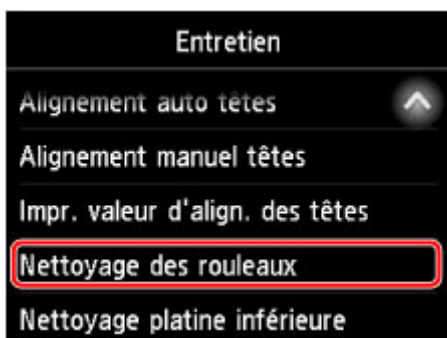 Entretien
Alignement auto têtes
Alignement manuel têtes
Impr. valeur d'align. des têtes
Nettoyage des rouleaux
Nettoyage platine inférieure